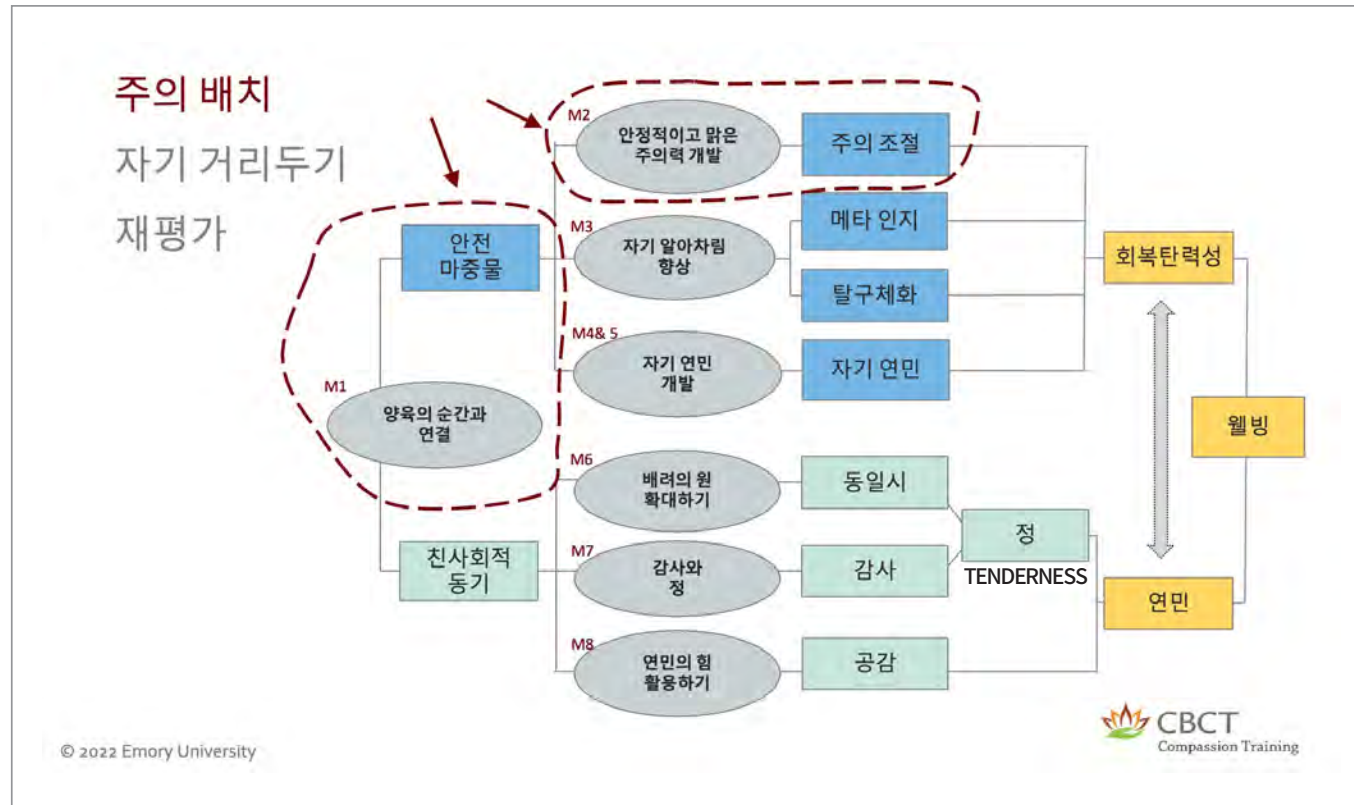 주의 배치
자기 거리두기
재평가
M1
양육의 순간과
연결
안전
마중물
친사회적
동기
M2
안정적이고 맑은
주의력 개발
주의 조절
M3
자기 알아차림
향상
메타 인지
탈구체화
M4& 5
자기 연민
개발
자기 연민
M6
배려의 원
확대하기
동일시
M7
감사와
정
감사
정
TENDERNESS
M8
연민의 힘
활용하기
공감
회복탄력성
연민
웰빙
© 2022 Emory University
CBCT
Compassion Training